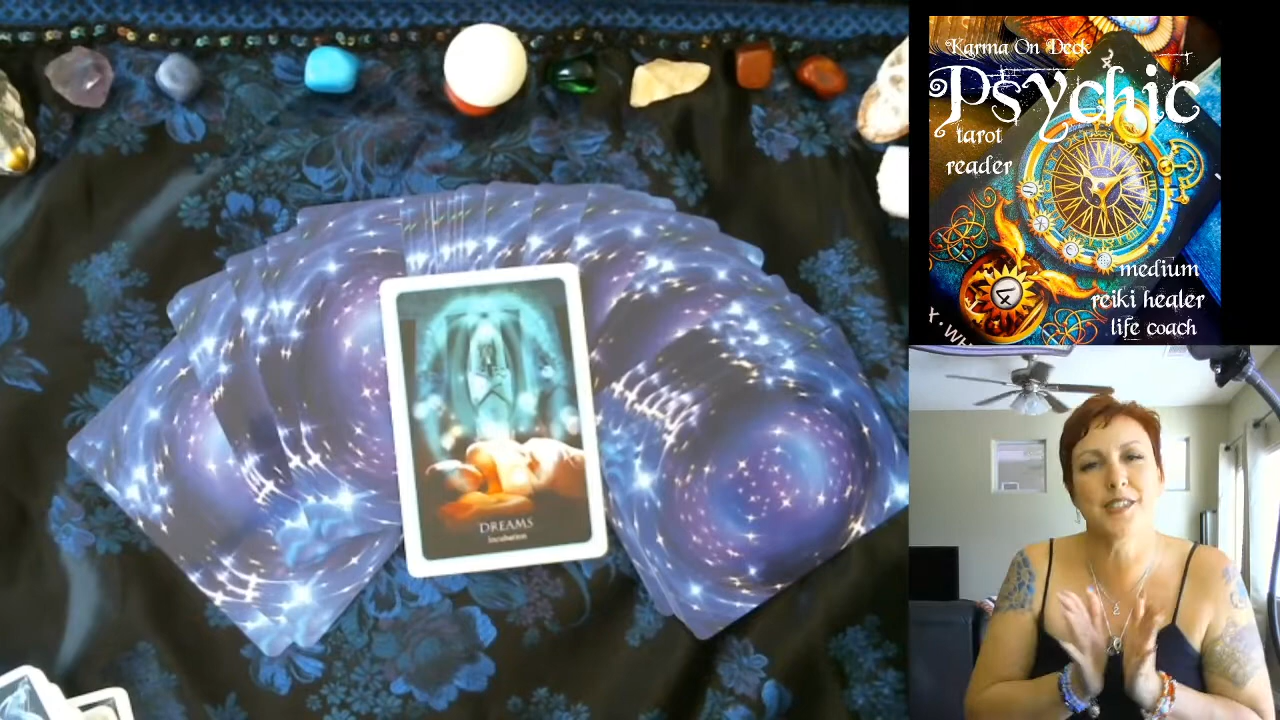 DREAMS
Incubation
Karma On Deck
Psychic
tarot
reader
medium
reiki healer
life coach